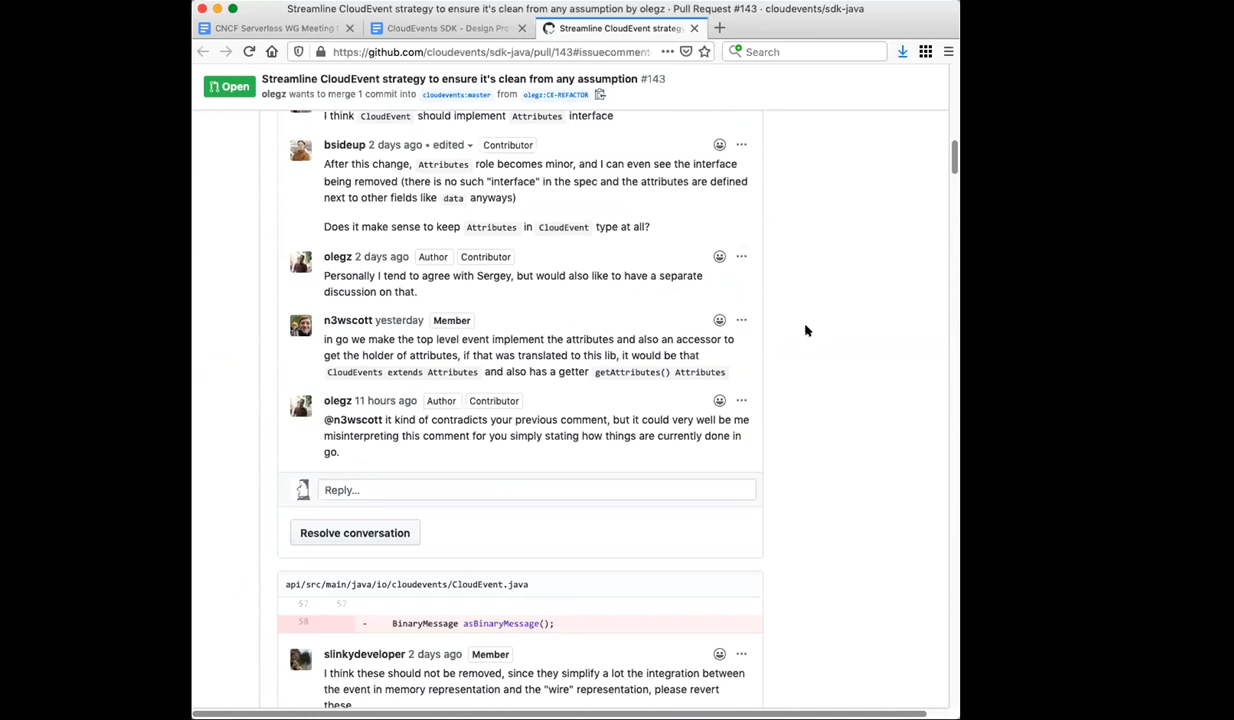 Streamline CloudEvent strategy to ensure it's clean from any assumption by olegz · Pull Request #143 · cloudevents/sdk-java
CNCF Serverless WG Meeting
CloudEvents SDK - Design Pro
Streamline CloudEvent strategy
https://github.com/cloudevents/sdk-java/pull/143#issuecomment
Search
Open
Streamline CloudEvent strategy to ensure it's clean from any assumption #143
olegz wants to merge 1 commit into cloudevents:master from olegz:CE-REFACTOR
I think CloudEvent should implement Attributes interface
bsideup 2 days ago • edited Contributor
After this change, Attributes role becomes minor, and I can even see the interface
being removed (there is no such "interface" in the spec and the attributes are defined
next to other fields like data anyways)
Does it make sense to keep Attributes in CloudEvent type at all?
olegz 2 days ago Author Contributor
Personally I tend to agree with Sergey, but would also like to have a separate
discussion on that.
n3wscott yesterday Member
in go we make the top level event implement the attributes and also an accessor to
get the holder of attributes, if that was translated to this lib, it would be that
CloudEvents extends Attributes and also has a getter getAttributes() Attributes
olegz 11 hours ago Author Contributor
@n3wscott it kind of contradicts your previous comment, but it could very well be me
misinterpreting this comment for you simply stating how things are currently done in
go.
Reply...
Resolve conversation
api/src/main/java/io/cloudevents/CloudEvent.java
57 57
58 - BinaryMessage asBinaryMessage();
slinkydeveloper 2 days ago Member
I think these should not be removed, since they simplify a lot the integration between
the event in memory representation and the "wire" representation, please revert
these